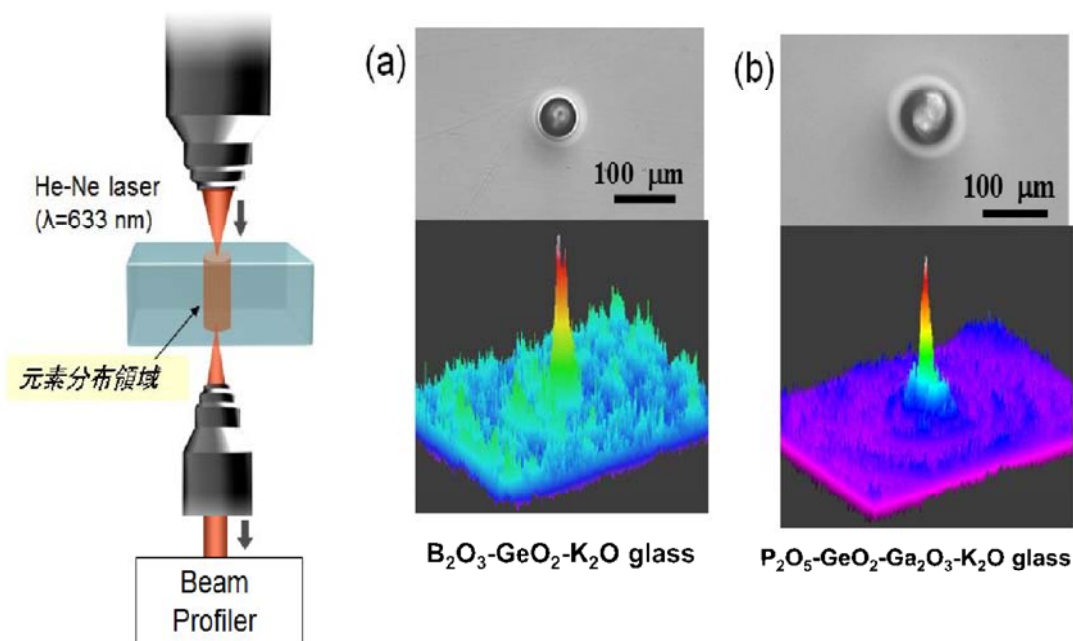 He-Ne laser
(λ=633 nm)
元素分布領域
Beam
Profiler
(a)
100 μm
B₂O₃-GeO₂-K₂O glass
(b)
100 μm
P₂O₅-GeO₂-Ga₂O₃-K₂O glass